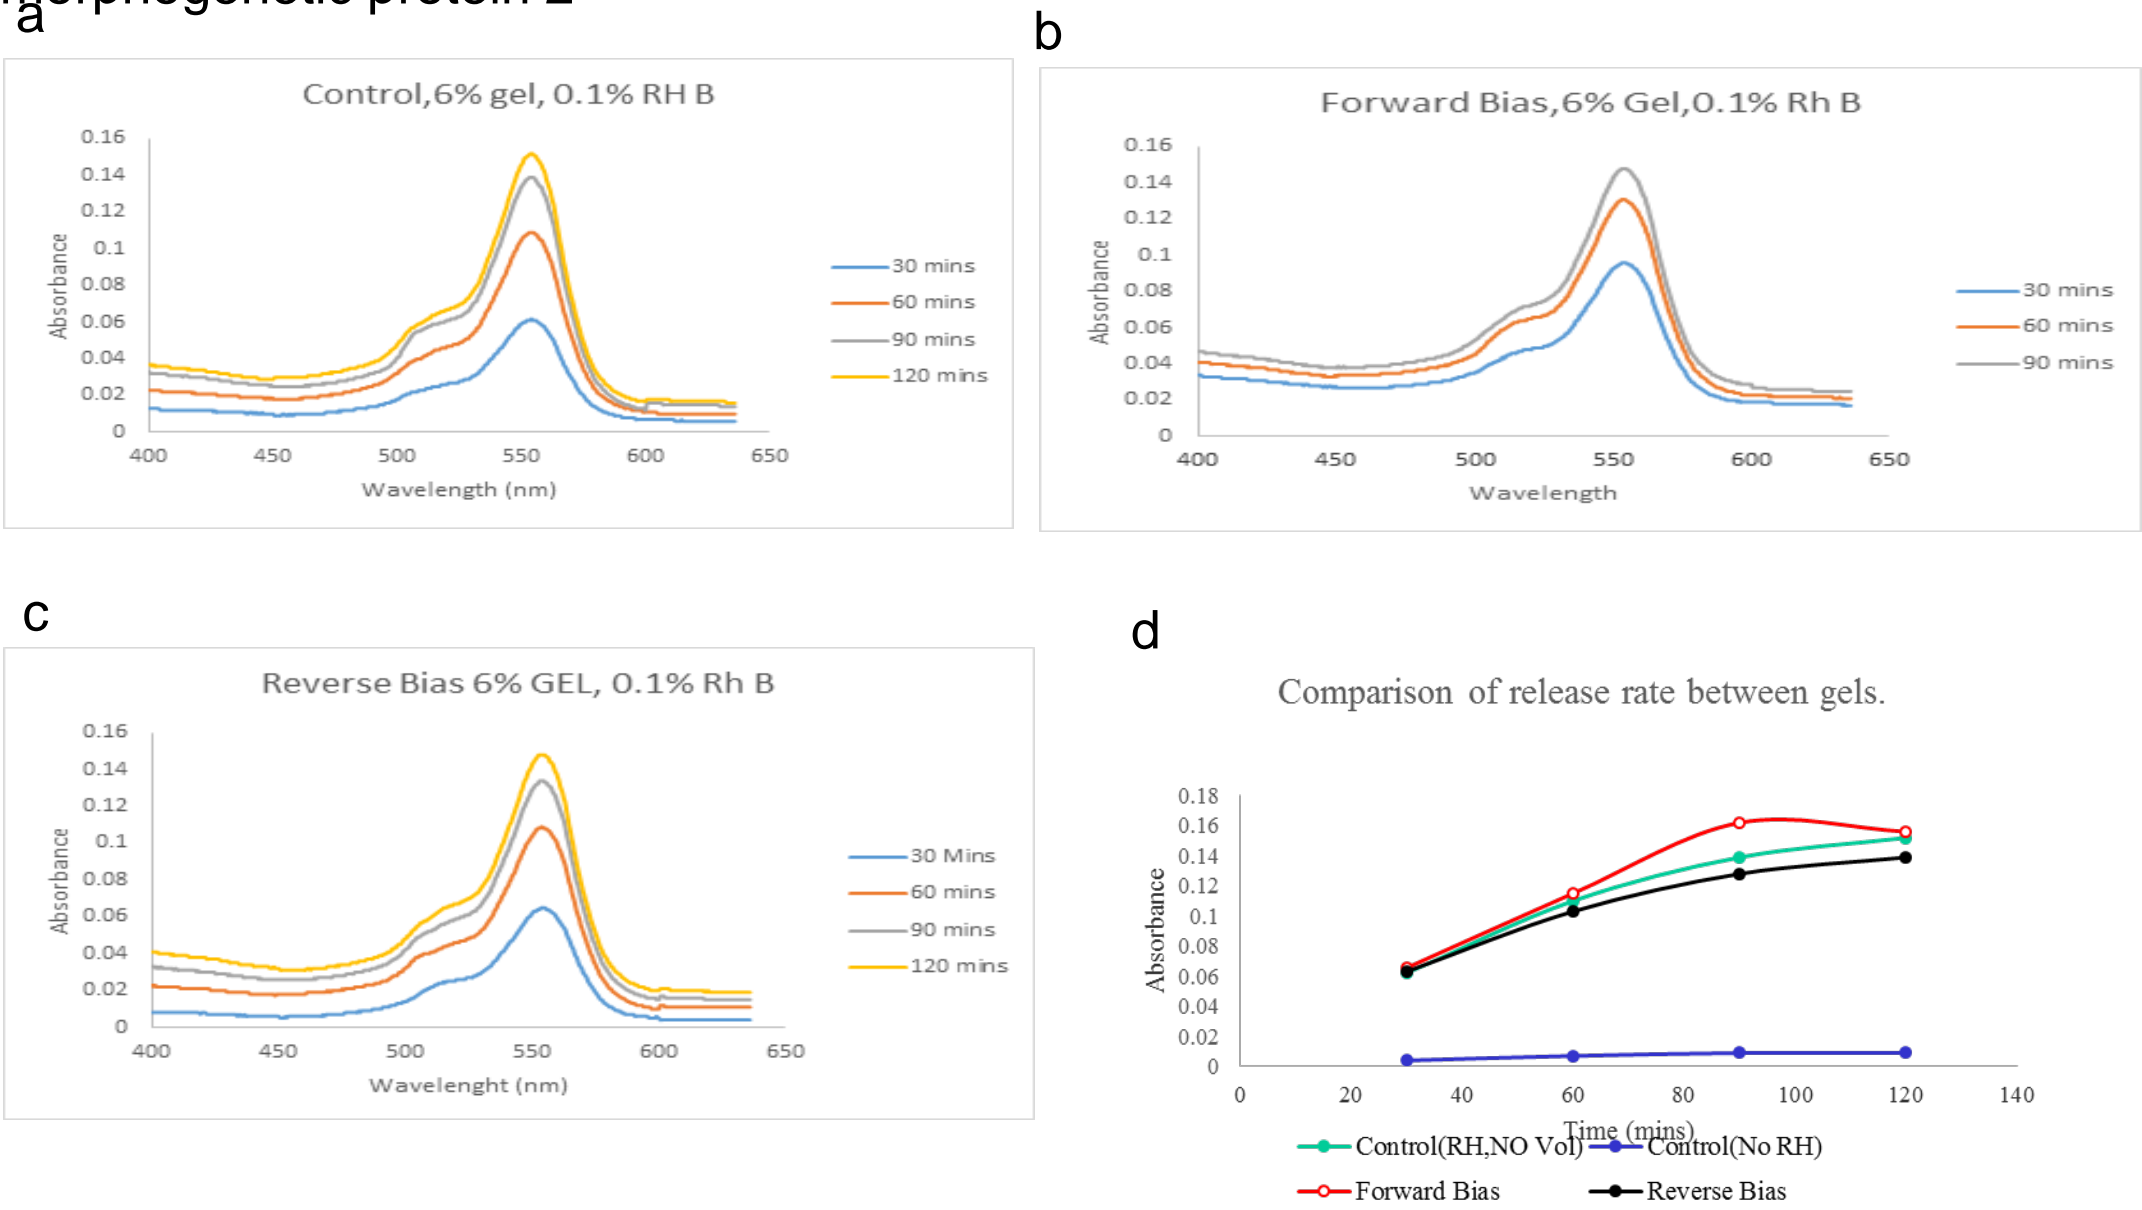 morphogenetic protein 2
a
Control,6% gel, 0.1% RH B
0.16
0.14
0.12
0.1
0.08
0.06
0.04
0.02
0
Absorbance
400 450 500 550 600 650
Wavelength (nm)
30 mins
60 mins
90 mins
120 mins
b
Forward Bias,6% Gel,0.1% Rh B
0.16
0.14
0.12
0.1
0.08
0.06
0.04
0.02
0
Absorbance
400 450 500 550 600 650
Wavelength
30 mins
60 mins
90 mins
c
Reverse Bias 6% GEL, 0.1% Rh B
0.16
0.14
0.12
0.1
0.08
0.06
0.04
0.02
0
Absorbance
400 450 500 550 600 650
Wavelenght (nm)
30 Mins
60 mins
90 mins
120 mins
d
Comparison of release rate between gels.
0.18
0.16
0.14
0.12
0.1
0.08
0.06
0.04
0.02
0
Absorbance
0 20 40 60 80 100 120 140
Time (mins)
Control(RH,NO Vol) Control(No RH)
Forward Bias Reverse Bias